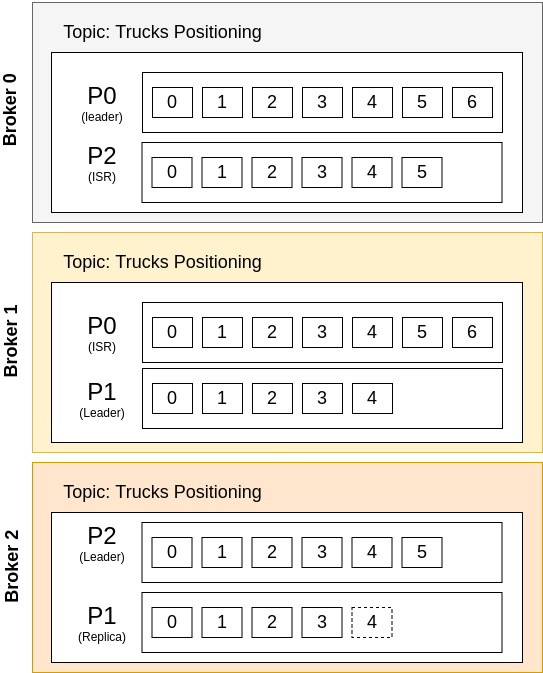 Broker 0
Topic: Trucks Positioning
P0
(leader)
0 1 2 3 4 5 6
P2
(ISR)
0 1 2 3 4 5
Broker 1
Topic: Trucks Positioning
P0
(ISR)
0 1 2 3 4 5 6
P1
(Leader)
0 1 2 3 4
Broker 2
Topic: Trucks Positioning
P2
(Leader)
0 1 2 3 4 5
P1
(Replica)
0 1 2 3 4